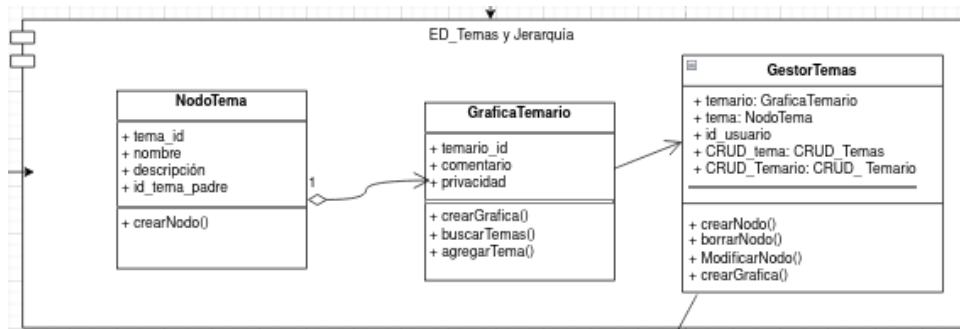 ED_Temas y Jerarquía
NodoTema
+ tema_id
+ nombre
+ descripción
+ id_tema_padre
+ crearNodo()
1
GraficaTemario
+ temario_id
+ comentario
+ privacidad
+ crearGrafica()
+ buscarTemas()
+ agregarTema()
GestorTemas
+ temario: GraficaTemario
+ tema: NodoTema
+ id_usuario
+ CRUD_tema: CRUD_Temas
+ CRUD_Temario: CRUD_ Temario
+ crearNodo()
+ borrarNodo()
+ ModificarNodo()
+ crearGrafica()